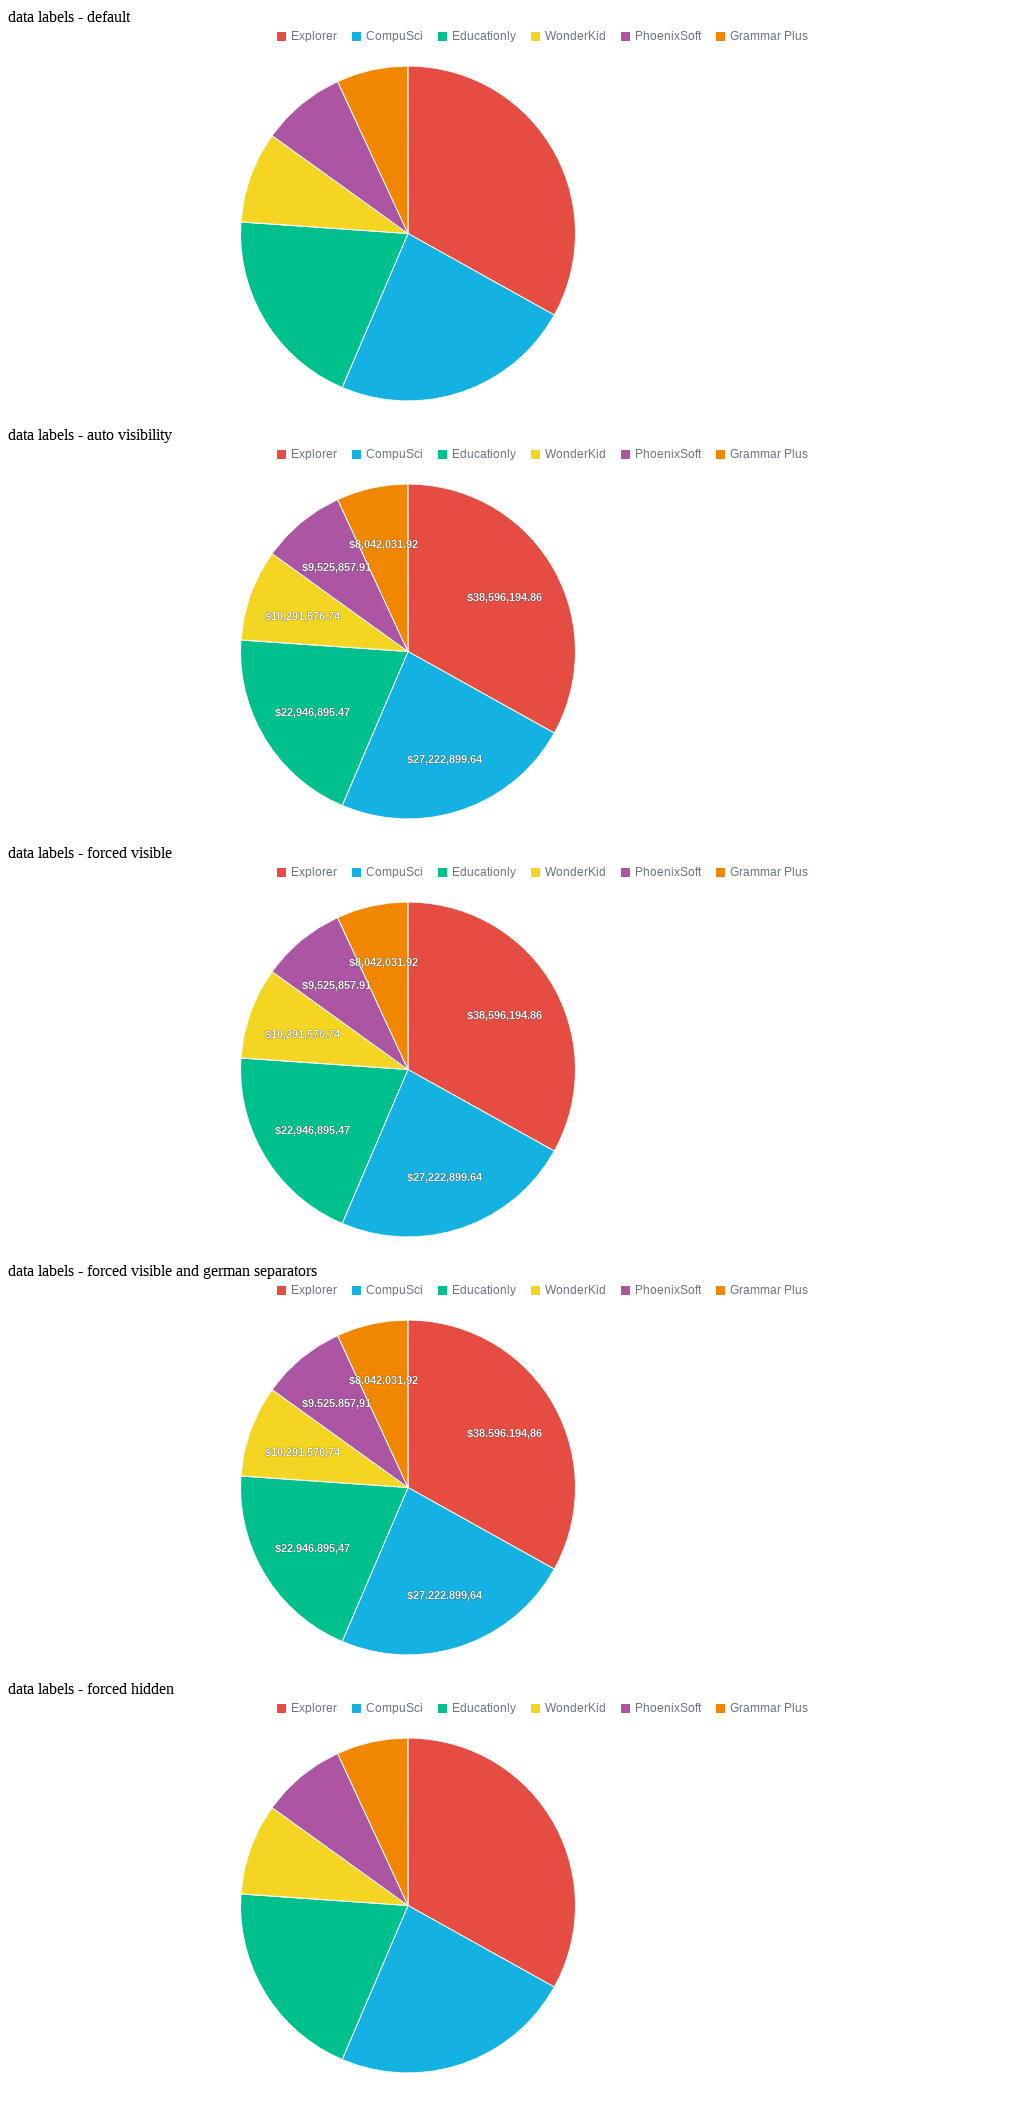 data labels - default
Explorer CompuSci Educationly WonderKid PhoenixSoft Grammar Plus
data labels - auto visibility
Explorer CompuSci Educationly WonderKid PhoenixSoft Grammar Plus
$8,042,031.92
$9,525,857.91
$38,596,194.86
$10,291,576.74
$22,946,895.47
$27,222,899.64
data labels - forced visible
Explorer CompuSci Educationly WonderKid PhoenixSoft Grammar Plus
$8,042,031.92
$9,525,857.91
$38,596,194.86
$10,291,576.74
$22,946,895.47
$27,222,899.64
data labels - forced visible and german separators
Explorer CompuSci Educationly WonderKid PhoenixSoft Grammar Plus
$8.042.031,92
$9.525.857,91
$38.596.194,86
$10.291.576,74
$22.946.895,47
$27.222.899,64
data labels - forced hidden
Explorer CompuSci Educationly WonderKid PhoenixSoft Grammar Plus